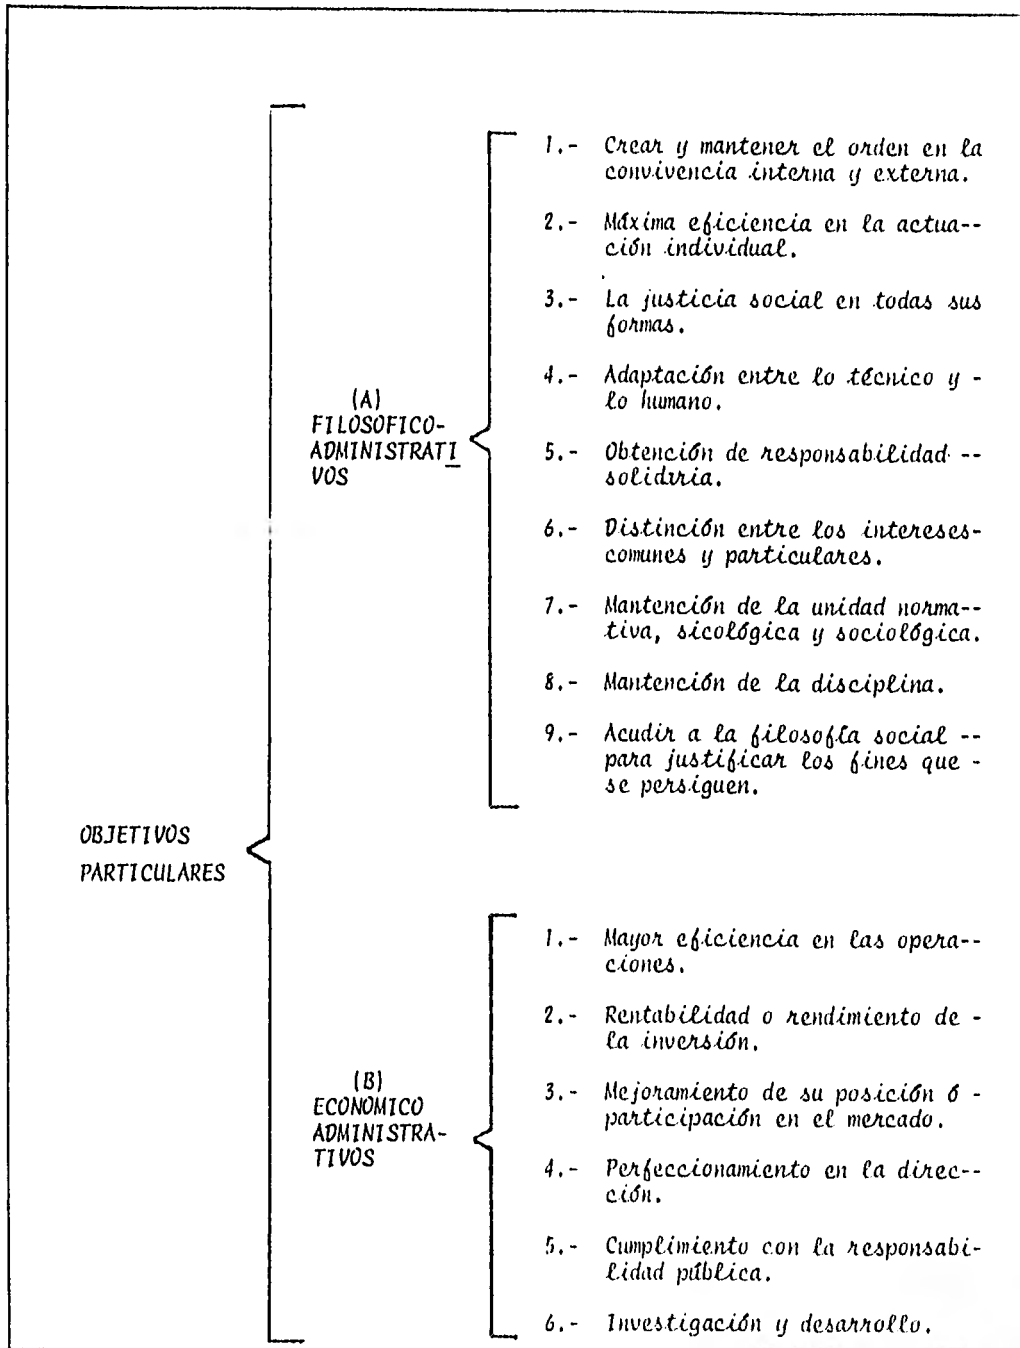 OBJETIVOS
PARTICULARES
(A)
FILOSOFICO-
ADMINISTRATI
VOS
1.- Crear y mantener el orden en la
convivencia interna y externa.
2.- Máxima eficiencia en la actua--
ción individual.
3.- La justicia social en todas sus
formas.
4.- Adaptación entre lo técnico y -
lo humano.
5.- Obtención de responsabilidad --
solidiria.
6.- Distinción entre los intereses-
comunes y particulares.
7.- Mantención de la unidad norma--
tiva, sicológica y sociológica.
8.- Mantención de la disciplina.
9.- Acudir a la filosofía social --
para justificar los fines que -
se persiguen.
(B)
ECONOMICO
ADMINISTRA-
TIVOS
1.- Mayor eficiencia en las opera--
ciones.
2.- Rentabilidad o rendimiento de -
la inversión.
3.- Mejoramiento de su posición ó -
participación en el mercado.
4.- Perfeccionamiento en la direc--
ción.
5.- Cumplimiento con la responsabi-
lidad pública.
6.- Investigación y desarrollo.